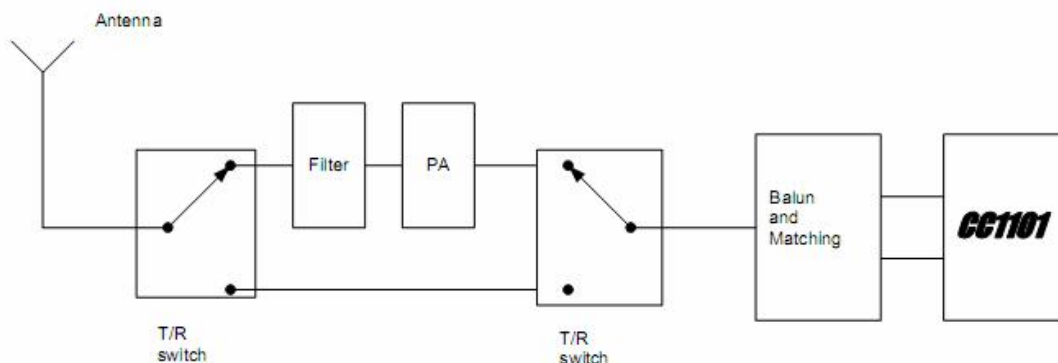 Antenna
Filter
PA
Balun
and
Matching
CC1101
T/R
switch
T/R
switch